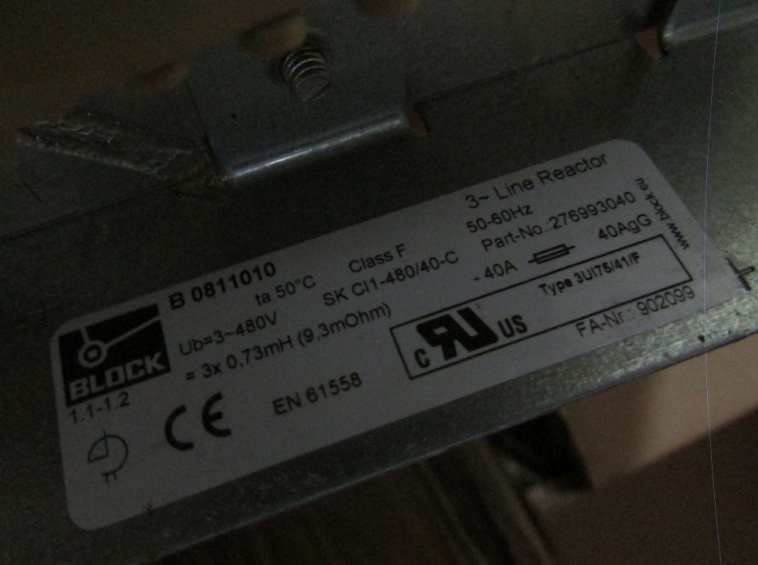 B 0811010
3~ Line Reactor
ta 50°C Class F 50-60Hz
Ub=3~480V SK CI1-480/40-C Part-No.:276993040
= 3x 0,73mH (9,3mOhm) - 40A 40AgG
www.block.eu
BLOCK
1.1-1.2
CE
EN 61558
c RU US Type 3UI75/41/F
FA-Nr.: 902099